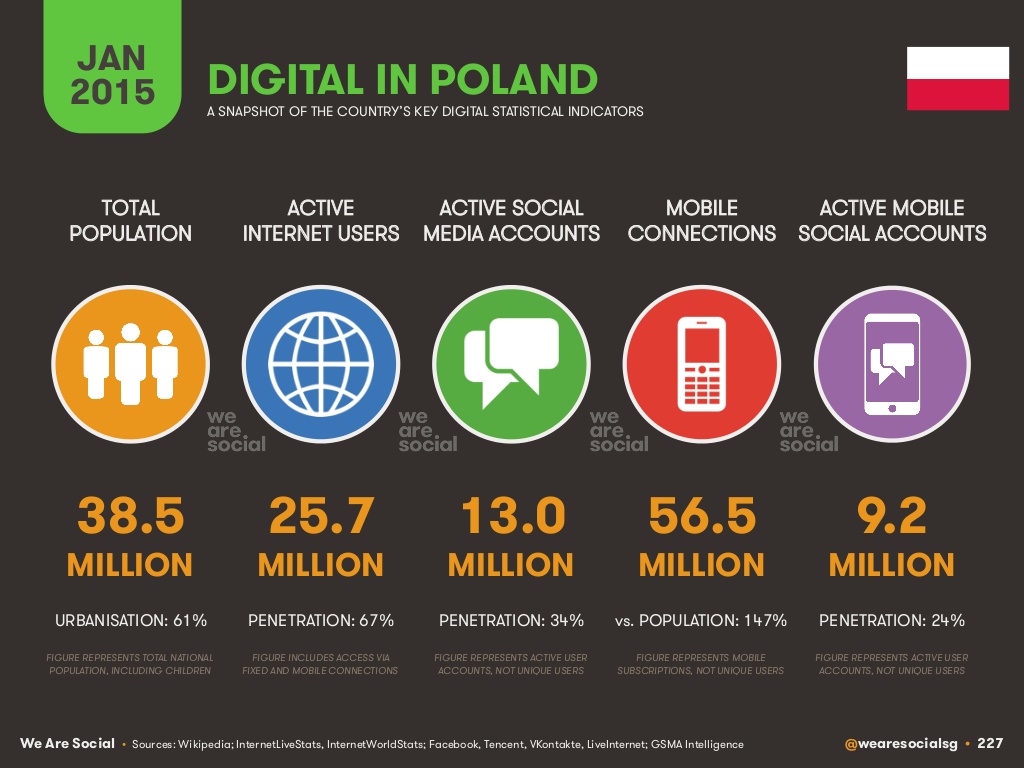 JAN
2015
DIGITAL IN POLAND
A SNAPSHOT OF THE COUNTRY'S KEY DIGITAL STATISTICAL INDICATORS
TOTAL
POPULATION
ACTIVE
INTERNET USERS
ACTIVE SOCIAL
MEDIA ACCOUNTS
MOBILE
CONNECTIONS
ACTIVE MOBILE
SOCIAL ACCOUNTS
we
are
social
we
are
social
we
are
social
we
are
social
38.5
MILLION
25.7
MILLION
13.0
MILLION
56.5
MILLION
9.2
MILLION
URBANISATION: 61%
PENETRATION: 67%
PENETRATION: 34%
vs. POPULATION: 147%
PENETRATION: 24%
FIGURE REPRESENTS TOTAL NATIONAL
POPULATION, INCLUDING CHILDREN
FIGURE INCLUDES ACCESS VIA
FIXED AND MOBILE CONNECTIONS
FIGURE REPRESENTS ACTIVE USER
ACCOUNTS, NOT UNIQUE USERS
FIGURE REPRESENTS MOBILE
SUBSCRIPTIONS, NOT UNIQUE USERS
FIGURE REPRESENTS ACTIVE USER
ACCOUNTS, NOT UNIQUE USERS
We Are Social • Sources: Wikipedia; InternetLiveStats, InternetWorldStats; Facebook, Tencent, VKontakte, LiveInternet; GSMA Intelligence
@wearesocialsg • 227